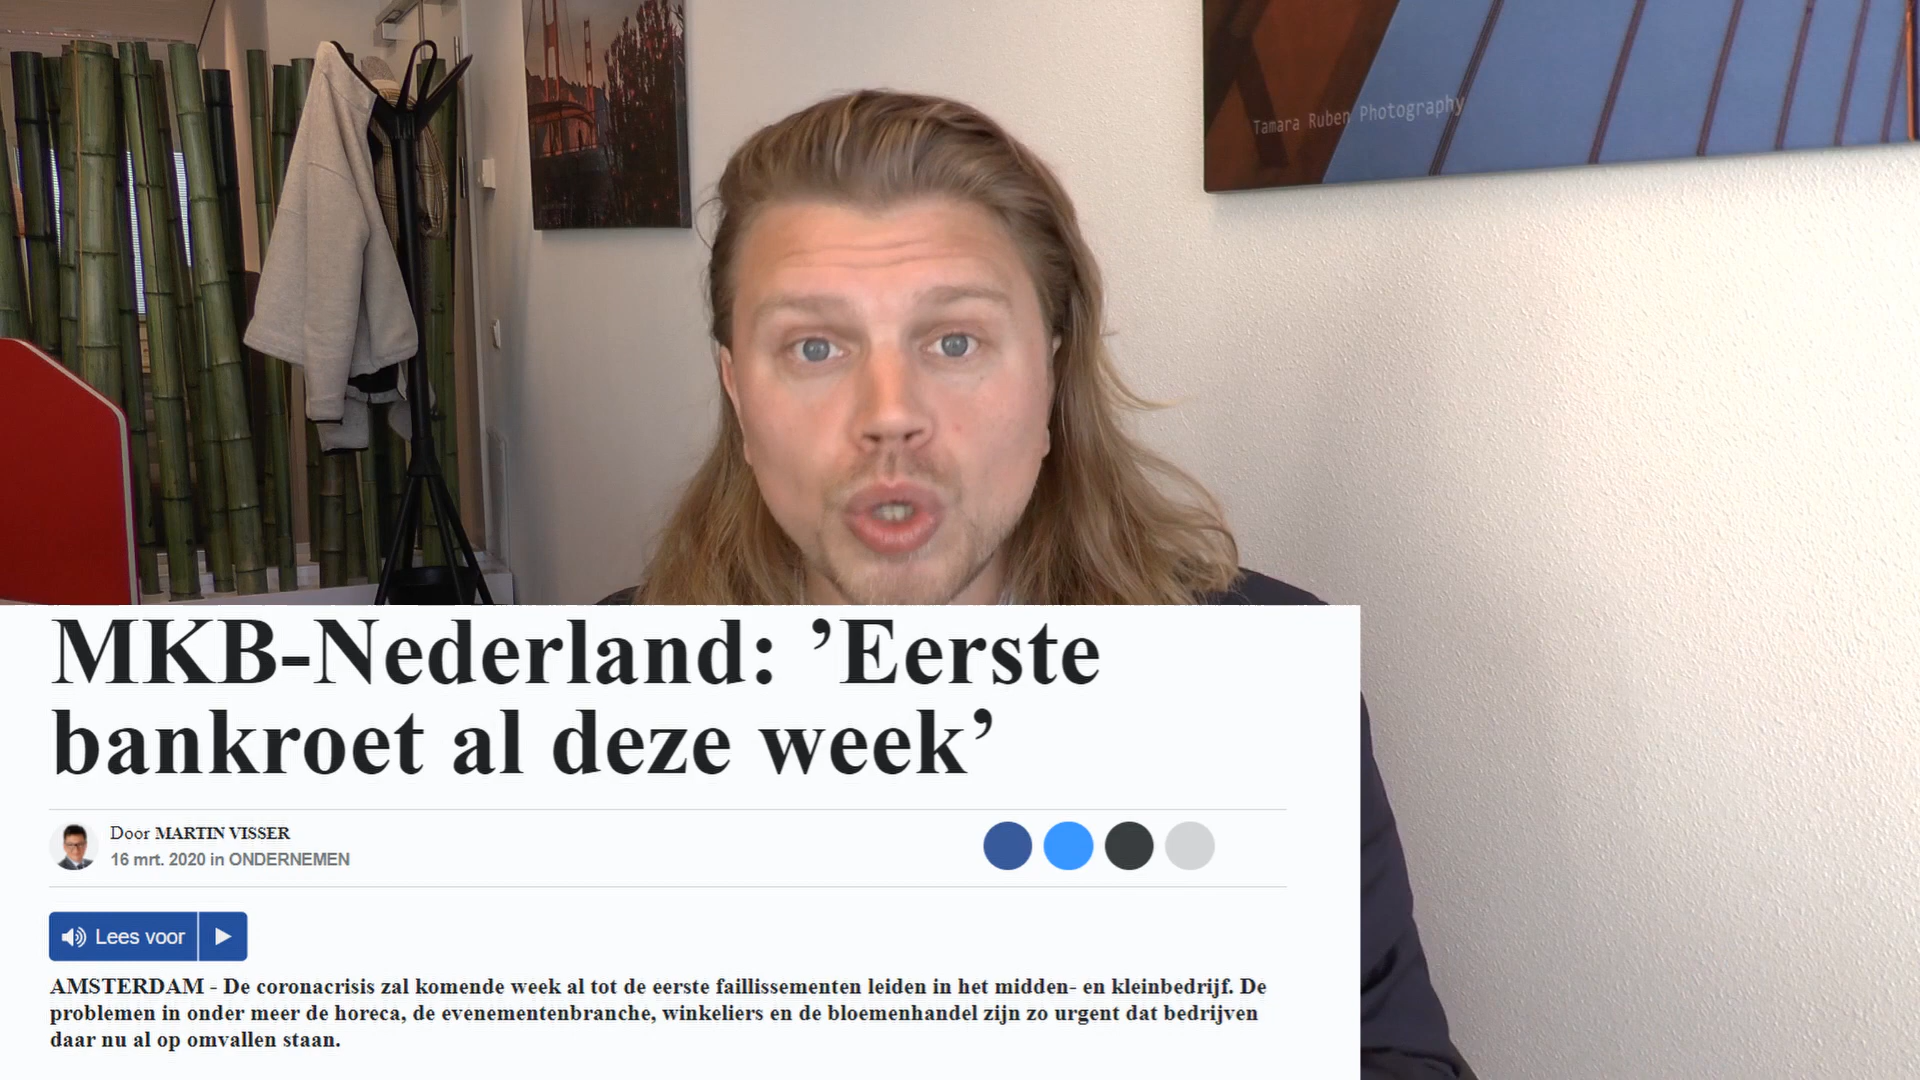 Tamara Ruben Photography
MKB-Nederland: ’Eerste
bankroet al deze week’
Door MARTIN VISSER
16 mrt. 2020 in ONDERNEMEN
Lees voor
AMSTERDAM - De coronacrisis zal komende week al tot de eerste faillissementen leiden in het midden- en kleinbedrijf. De
problemen in onder meer de horeca, de evenementenbranche, winkeliers en de bloemenhandel zijn zo urgent dat bedrijven
daar nu al op omvallen staan.